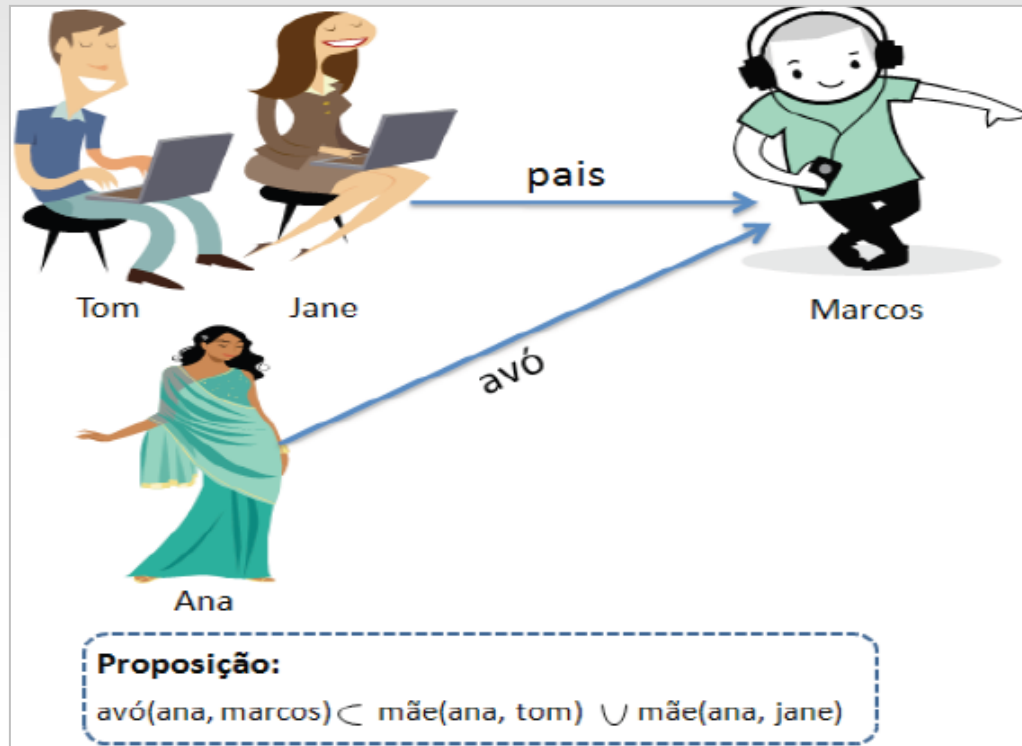 pais
Tom
Jane
Marcos
avó
Ana
Proposição:
avó(ana, marcos) ⊂ mãe(ana, tom) ∪ mãe(ana, jane)